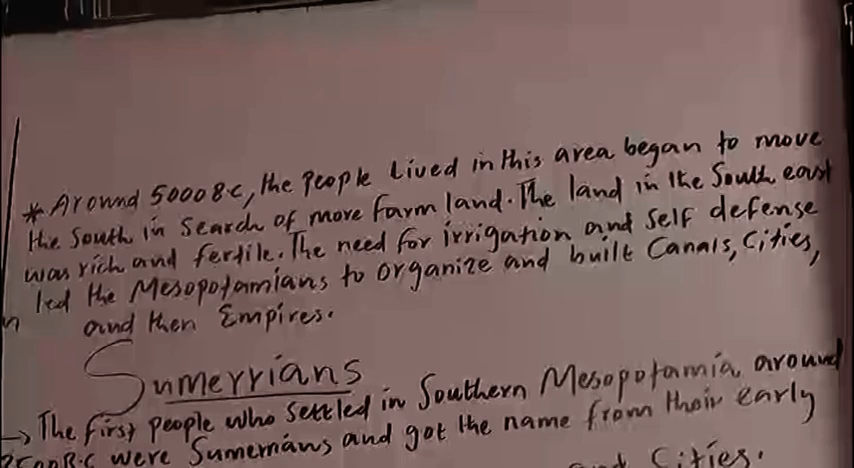 * Around 5000 B.C, the people Lived in this area began to move
the South in Search of more farm land. The land in the South east
was rich and fertile. The need for irrigation and self defense
led the Mesopotamians to organize and built Canals, Cities,
and then Empires.
Sumerrians
→ The first people who settled in Southern Mesopotamia around
B.C were Sumerians and got the name from their early
and Cities.